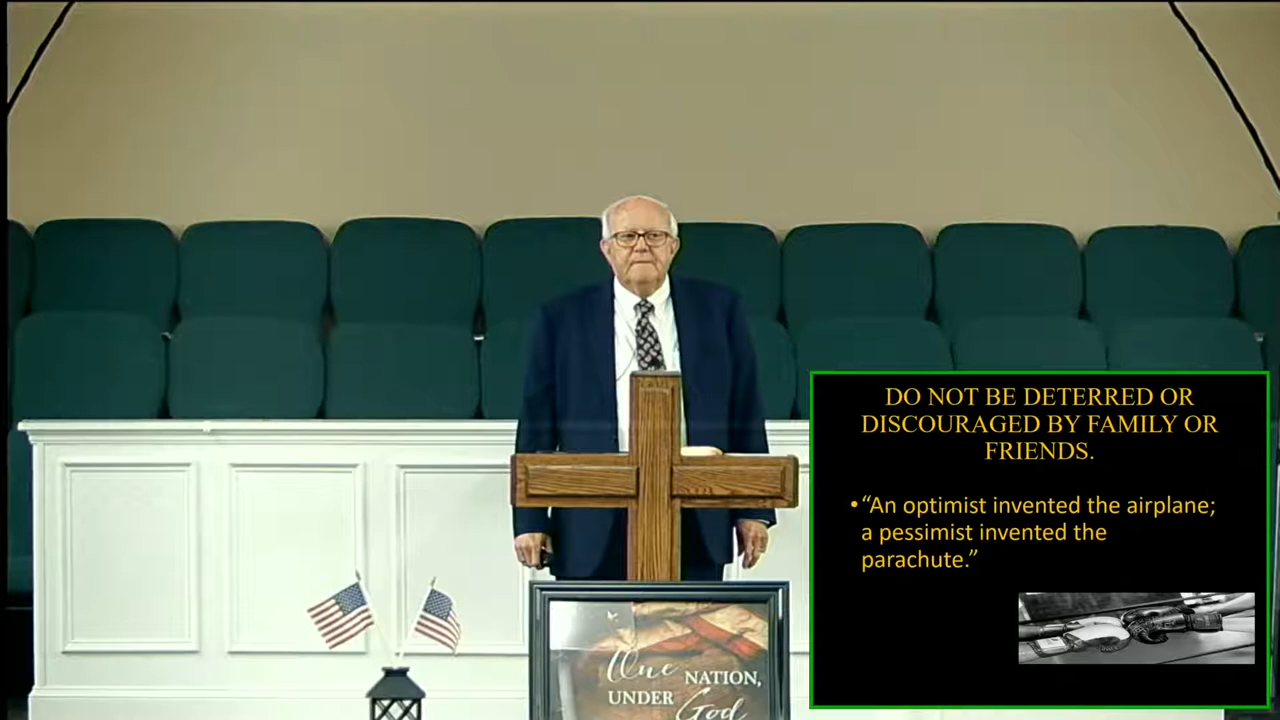 DO NOT BE DETERRED OR
DISCOURAGED BY FAMILY OR
FRIENDS.
•“An optimist invented the airplane;
a pessimist invented the
parachute.”
One NATION,
UNDER God